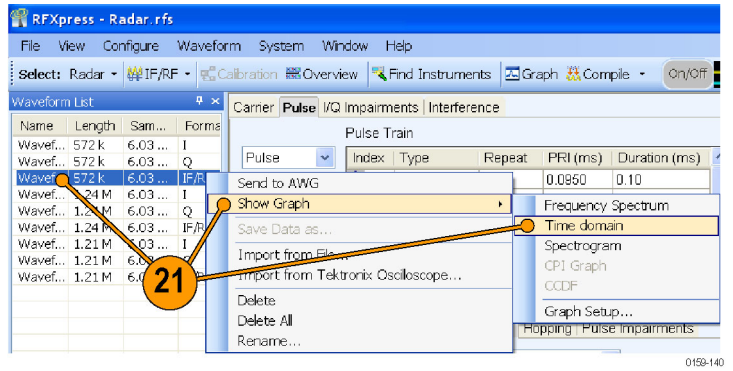 RFXpress - Radar.rfs
File View Configure Waveform System Window Help
Select: Radar IF/RF Calibration Overview Find Instruments Graph Compile On/Off
Waveform List
Carrier Pulse I/Q Impairments Interference
Name Length Sam... Forma
Pulse Train
Wavef... 572 k 6.03 ... I
Pulse Index Type Repeat PRI (ms) Duration (ms)
Wavef... 572 k 6.03 ... Q
Wavef... 572 k 6.03 ... IF/R
0.0950 0.10
Send to AWG
Wavef... 1.24 M 6.03 ... I
Show Graph
Frequency Spectrum
Wavef... 1.24 M 6.03 ... Q
Wavef... 1.24 M 6.03 ... IF/R
Save Data as...
Time domain
Wavef... 1.21 M 6.03 ... I
Import from File...
Spectrogram
Wavef... 1.21 M 6.03
Import from Tektronix Oscilloscope...
CPI Graph
Wavef... 1.21 M
21
CCDF
Delete
Graph Setup...
Delete All
Hopping Pulse Impairments
Rename...
0159-140